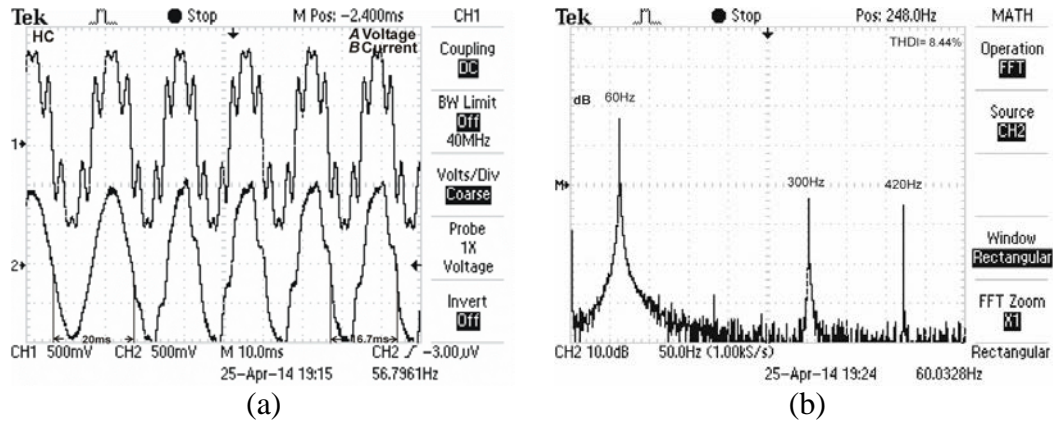 Tek Stop M Pos: -2.400ms CH1
HC
A Voltage
B Current
Coupling
DC
BW Limit
Off
40MHz
1
Volts/Div
Coarse
Probe
1X
Voltage
2
Invert
Off
20ms
16.7ms
CH1 500mV CH2 500mV M 10.0ms CH2 -3.00µV
25-Apr-14 19:15 56.7961Hz
(a)
Tek Stop Pos: 248.0Hz MATH
THDI= 8.44%
Operation
FFT
dB
60Hz
Source
CH2
M
300Hz
420Hz
Window
Rectangular
FFT Zoom
X1
CH2 10.0dB 50.0Hz (1.00kS/s) Rectangular
25-Apr-14 19:24 60.0328Hz
(b)